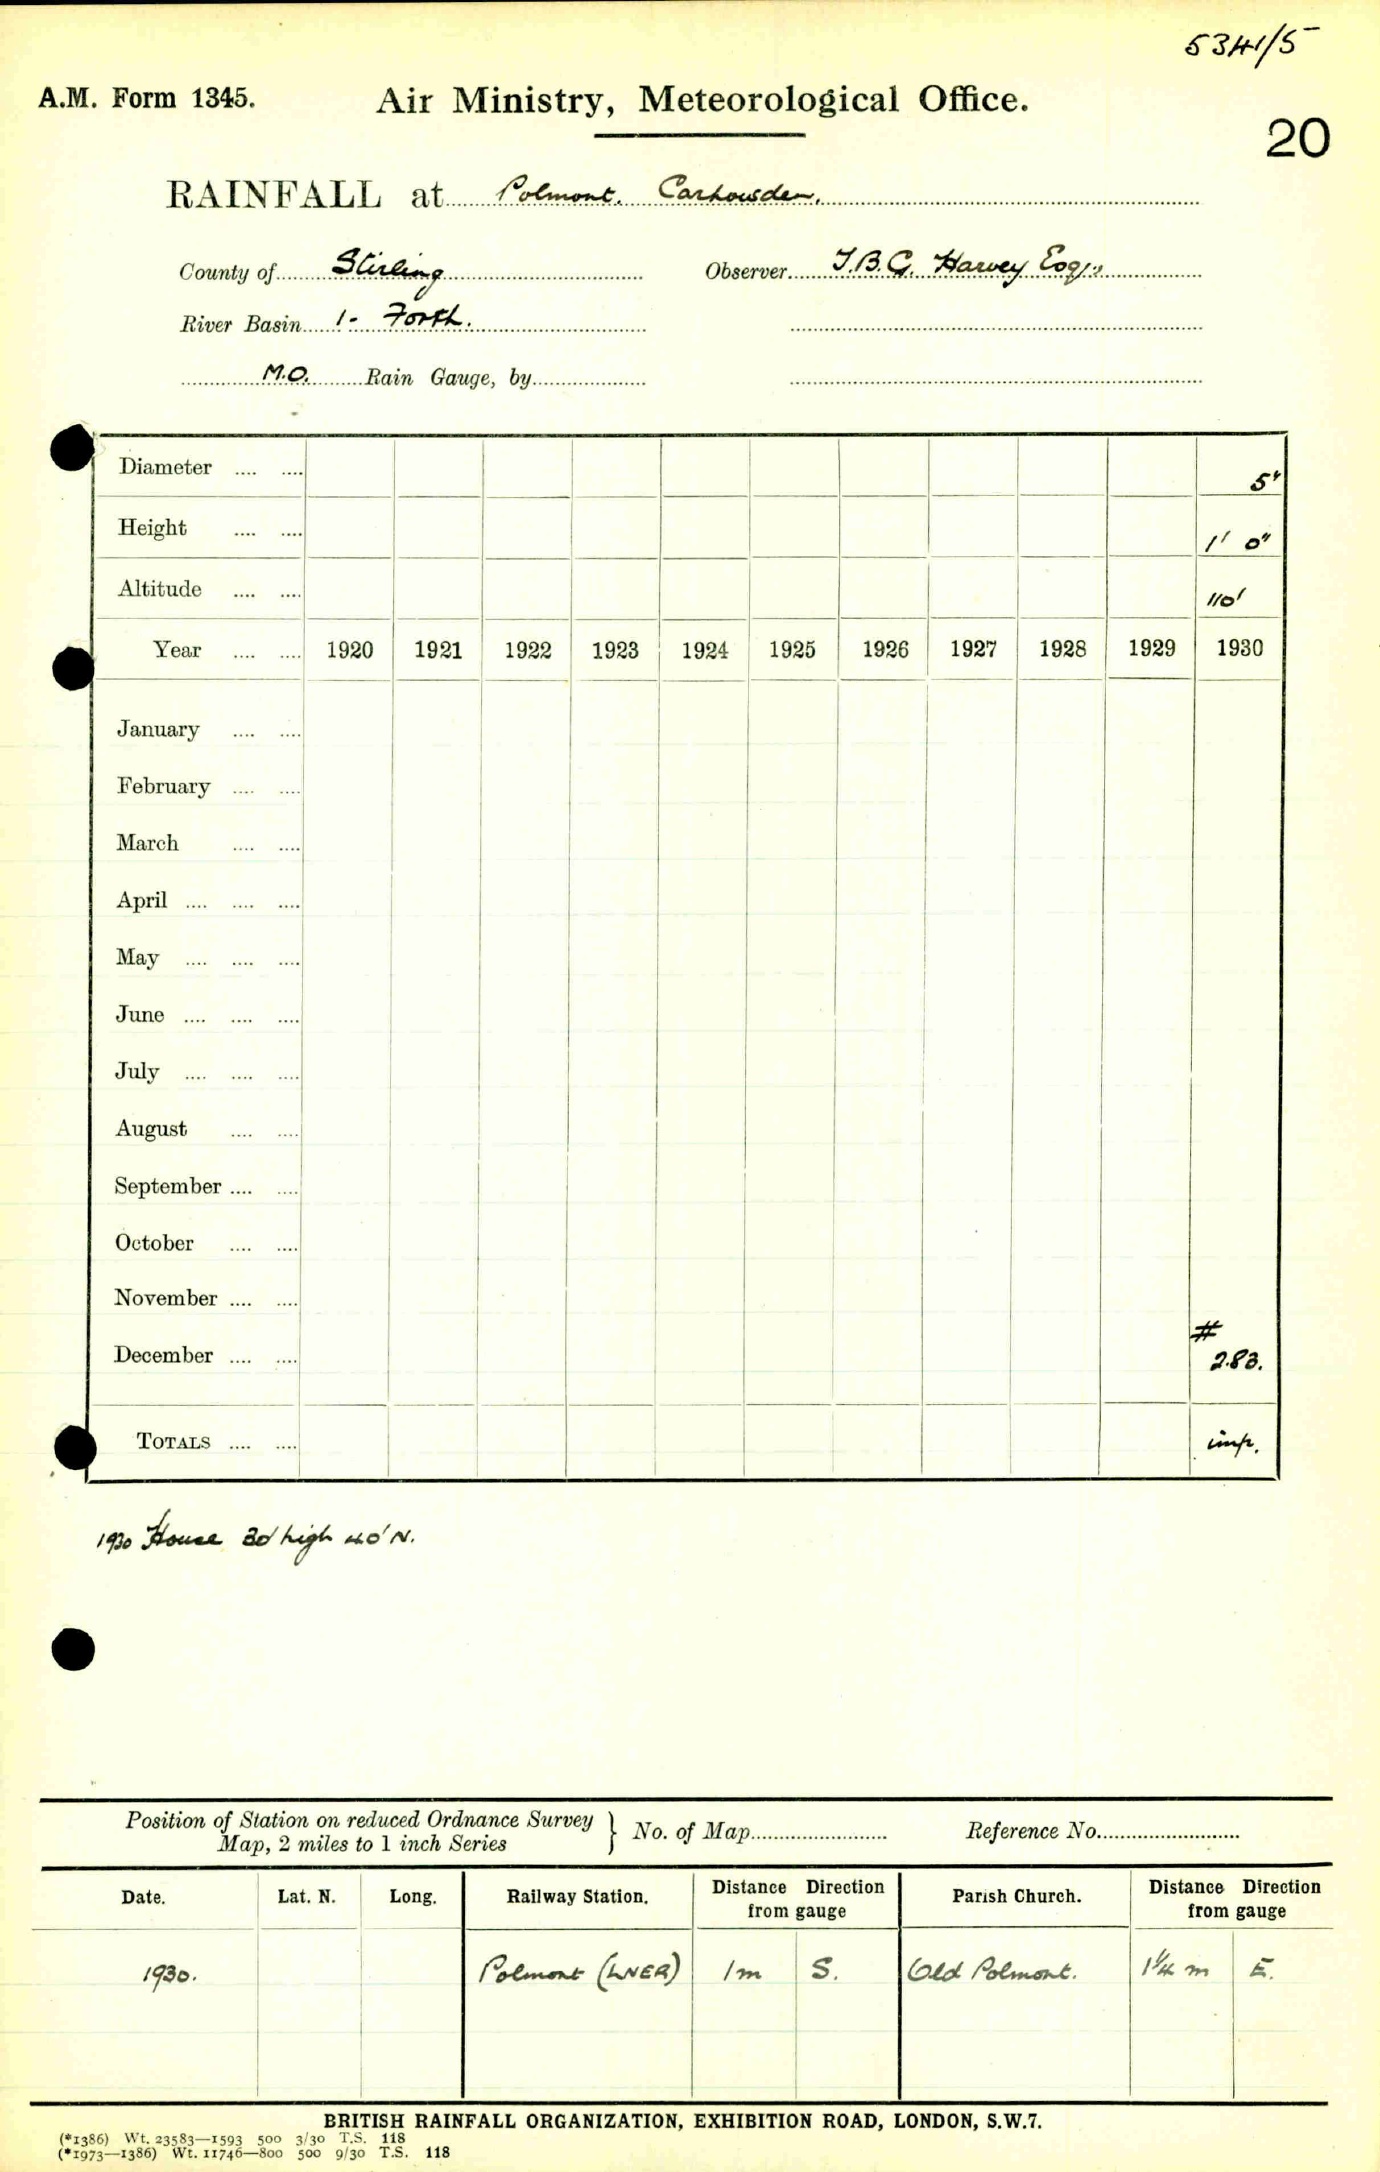 5341/5
A.M. Form 1345. Air Ministry, Meteorological Office.
20
RAINFALL at Polmont. Carhowden.
County of Stirling Observer T.B.G. Harvey Esq.,
River Basin 1- Forth.
M.O. Rain Gauge, by
Diameter .... .... 5"
Height .... .... 1' 0"
Altitude .... .... 110'
Year .... .... 1920 1921 1922 1923 1924 1925 1926 1927 1928 1929 1930
January .... ....
February .... ....
March .... ....
April .... .... ....
May .... .... ....
June .... .... ....
July .... .... ....
August .... ....
September .... ....
October .... ....
November .... ....
#
December .... .... 2.83.
TOTALS .... .... imp.
1930 House 30' high 40' N.
Position of Station on reduced Ordnance Survey
Map, 2 miles to 1 inch Series } No. of Map Reference No.
Date. Lat. N. Long. Railway Station. Distance Direction from gauge Parish Church. Distance Direction from gauge
1930. Polmont (LNER) 1m S. Old Polmont. 1¼ m E.
BRITISH RAINFALL ORGANIZATION, EXHIBITION ROAD, LONDON, S.W.7.
(*1386) Wt. 23583—1593 500 3/30 T.S. 118
(*1973—1386) Wt. 11746—800 500 9/30 T.S. 118